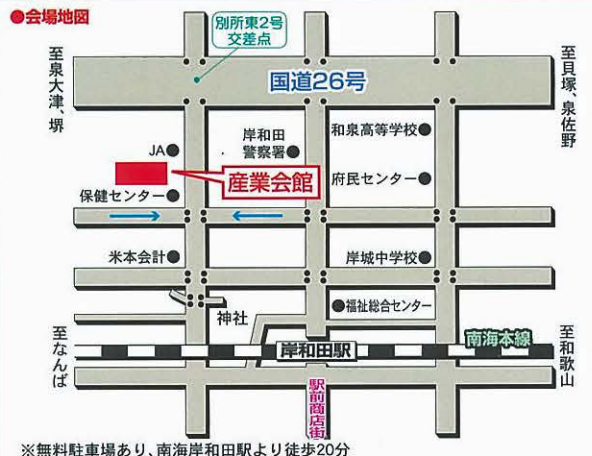 ●会場地図
別所東2号
交差点
至泉大津、堺
国道26号
至貝塚、泉佐野
JA●
岸和田
警察署●
和泉高等学校●
産業会館
府民センター●
保健センター●
米本会計●
岸城中学校●
神社
●福祉総合センター
至なんば
岸和田駅
南海本線
至和歌山
駅前商店街
※無料駐車場あり、南海岸和田駅より徒歩20分